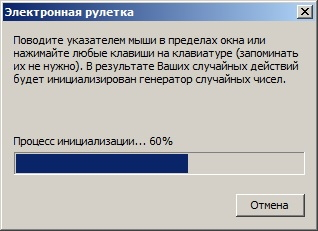 Электронная рулетка
Поводите указателем мыши в пределах окна или
нажимайте любые клавиши на клавиатуре (запоминать
их не нужно). В результате Ваших случайных действий
будет инициализирован генератор случайных чисел.
Процесс инициализации... 60%
Отмена